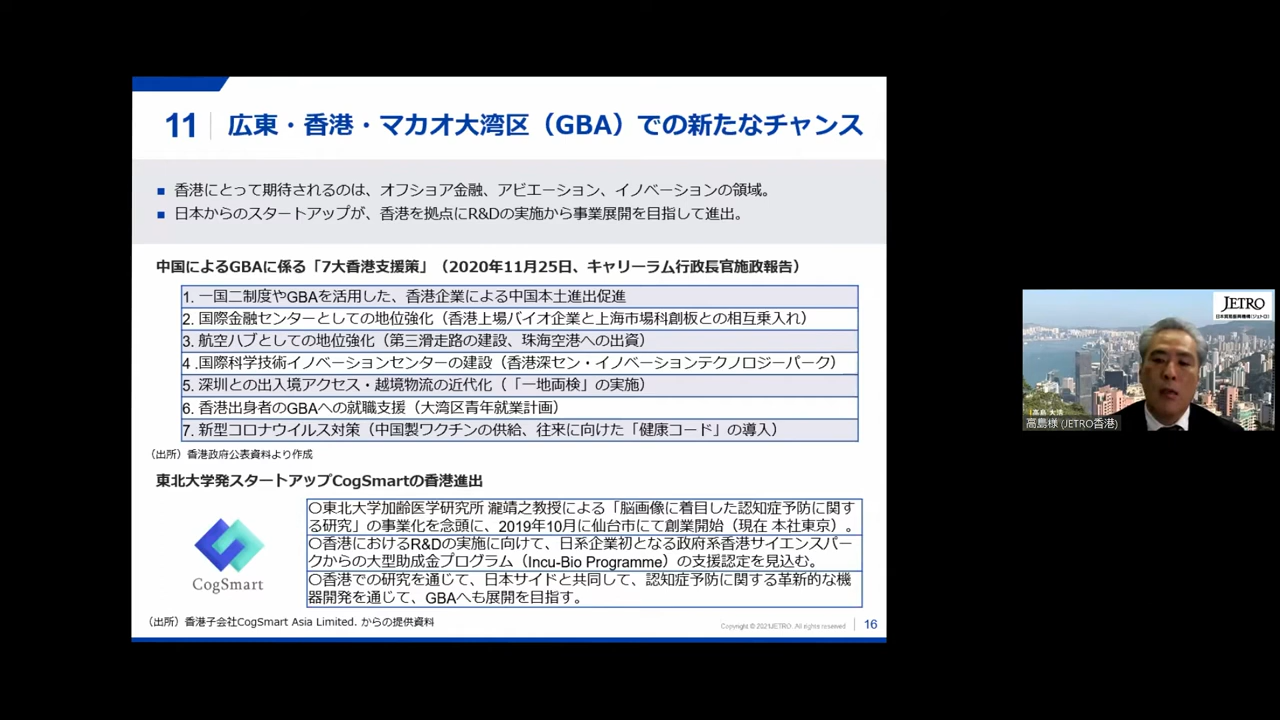 11 広東・香港・マカオ大湾区（GBA）での新たなチャンス
■ 香港にとって期待されるのは、オフショア金融、アビエーション、イノベーションの領域。
■ 日本からのスタートアップが、香港を拠点にR&Dの実施から事業展開を目指して進出。
中国によるGBAに係る「7大香港支援策」（2020年11月25日、キャリーラム行政長官施政報告）
1. 一国二制度やGBAを活用した、香港企業による中国本土進出促進
2. 国際金融センターとしての地位強化（香港上場バイオ企業と上海市場科創板との相互乗入れ）
3. 航空ハブとしての地位強化（第三滑走路の建設、珠海空港への出資）
4 .国際科学技術イノベーションセンターの建設（香港深セン・イノベーションテクノロジーパーク）
5. 深圳との出入境アクセス・越境物流の近代化（「一地両検」の実施）
6. 香港出身者のGBAへの就職支援（大湾区青年就業計画）
7. 新型コロナウイルス対策（中国製ワクチンの供給、往来に向けた「健康コード」の導入）
（出所）香港政府公表資料より作成
東北大学発スタートアップCogSmartの香港進出
CogSmart
〇東北大学加齢医学研究所 瀧靖之教授による「脳画像に着目した認知症予防に関す
る研究」の事業化を念頭に、2019年10月に仙台市にて創業開始（現在 本社東京）。
〇香港におけるR&Dの実施に向けて、日系企業初となる政府系香港サイエンスパー
クからの大型助成金プログラム（Incu-Bio Programme）の支援認定を見込む。
〇香港での研究を通じて、日本サイドと共同して、認知症予防に関する革新的な機
器開発を通じて、GBAへも展開を目指す。
（出所）香港子会社CogSmart Asia Limited. からの提供資料
Copyright © 2021JETRO. All rights reserved
16
JETRO
日本貿易振興機構(ジェトロ)
高島 大浩
高島様 (JETRO香港)